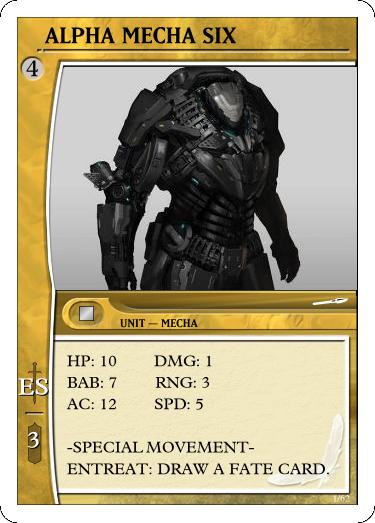 ALPHA MECHA SIX
4
UNIT — MECHA
HP: 10 DMG: 1
BAB: 7 RNG: 3
AC: 12 SPD: 5
ES
3
-SPECIAL MOVEMENT-
ENTREAT: DRAW A FATE CARD.
1/62